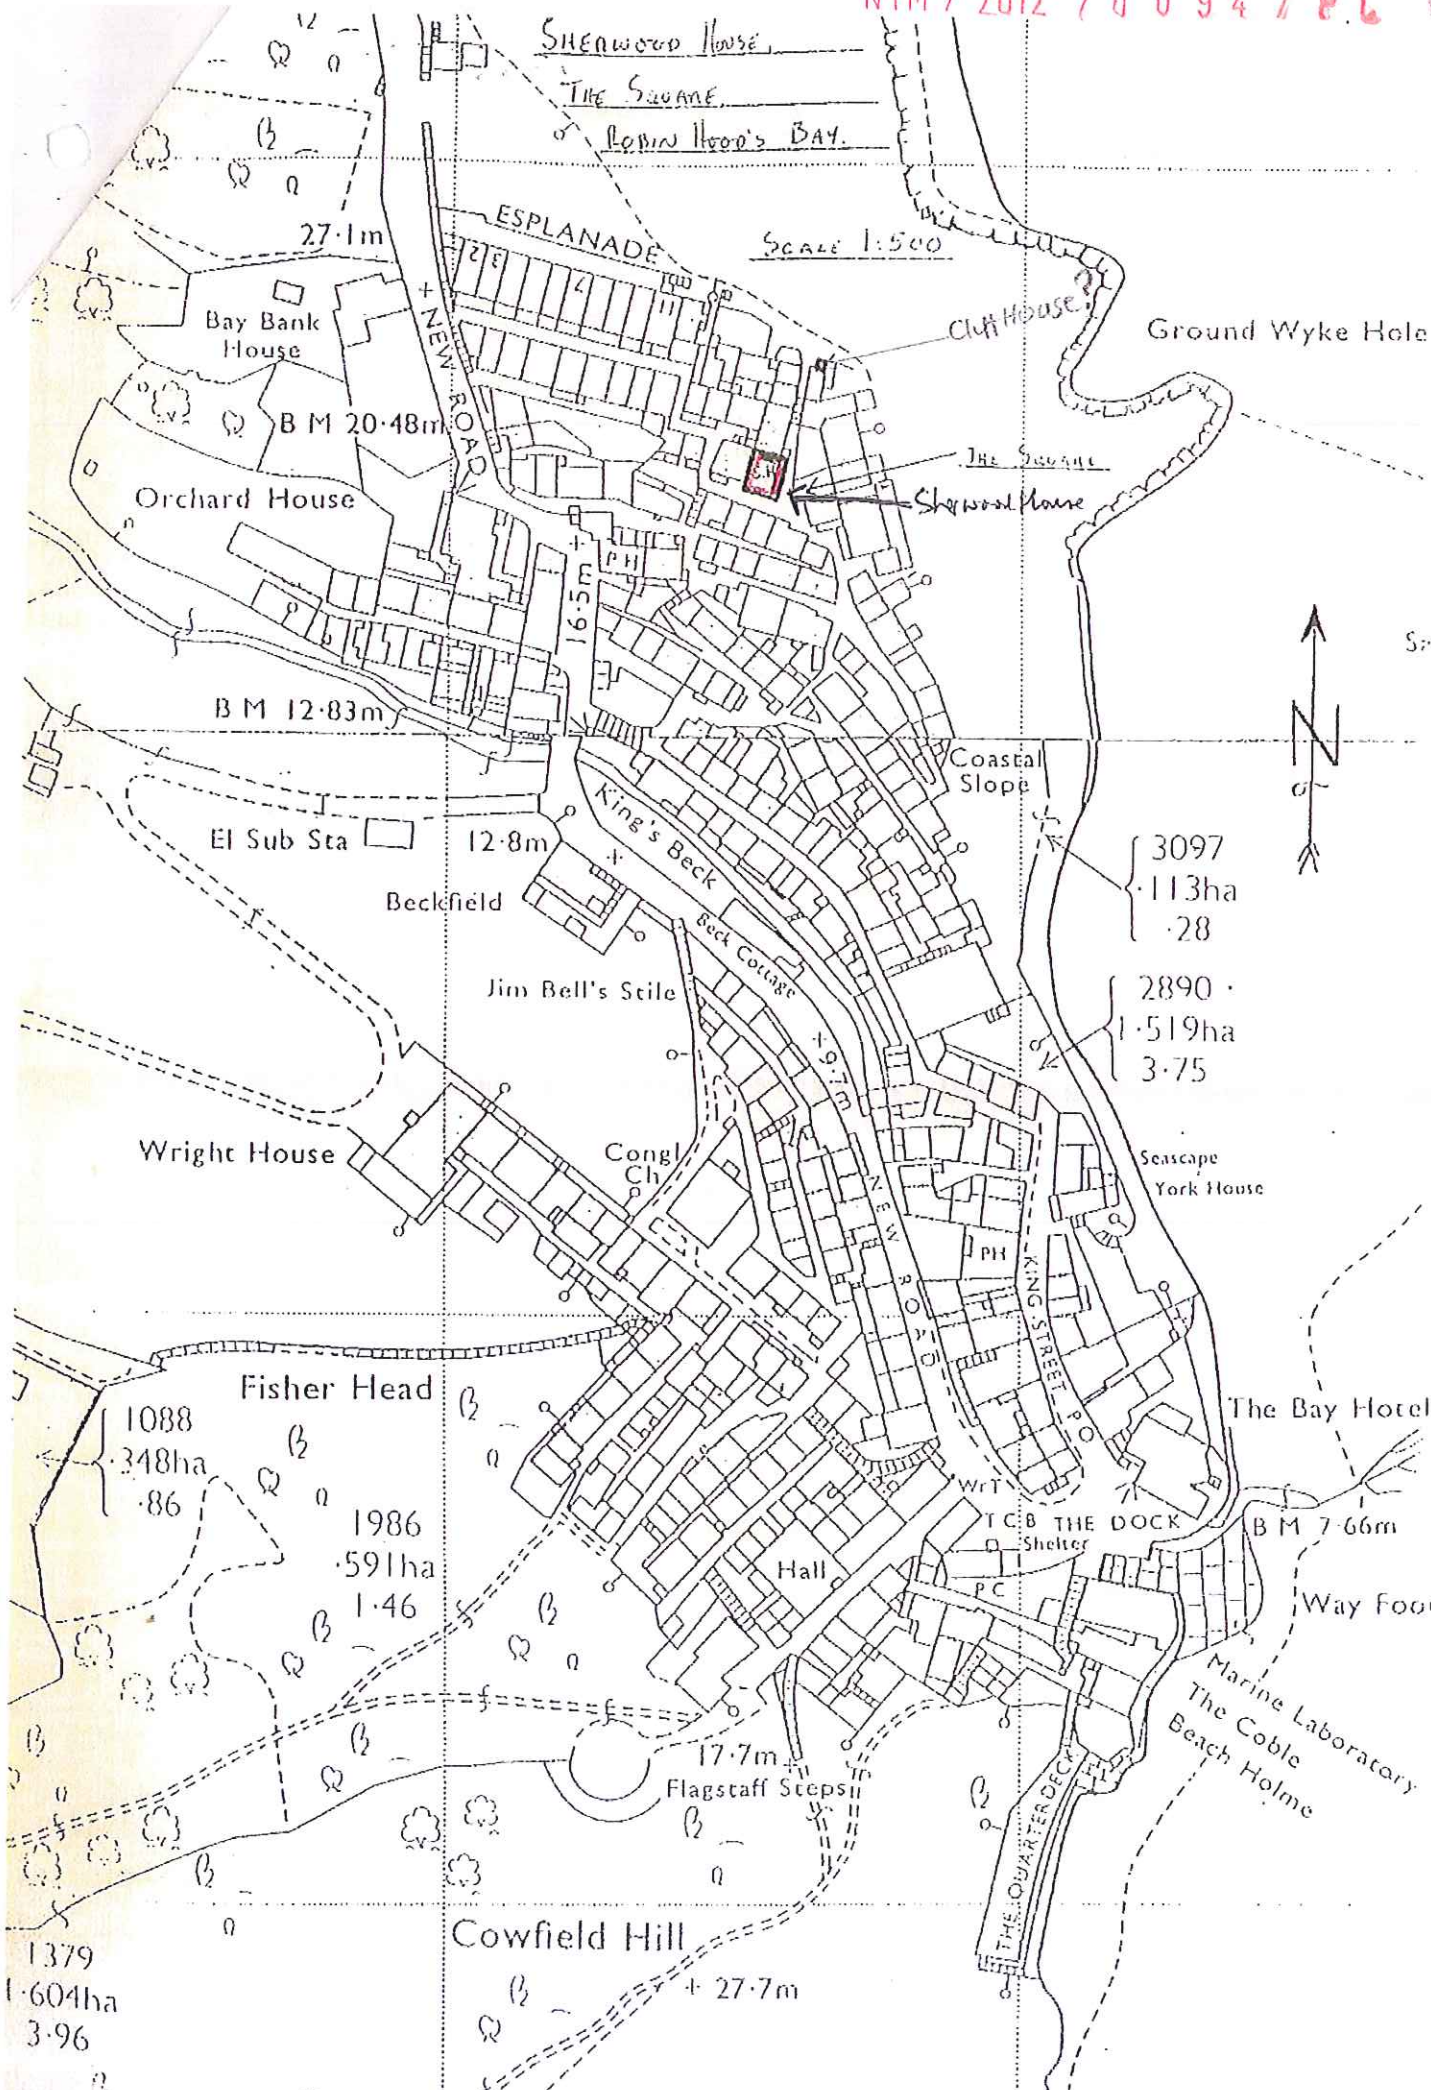 NYM / 2012 / 0 0 9 4 / F L
SHERWOOD HOUSE,
THE SQUARE,
ROBIN HOOD'S BAY.
27·1m
ESPLANADE
SCALE 1:500
2
3
7
11
?
Cliff House
Ground Wyke Hole
Bay Bank
House
+ NEW ROAD
B M 20·48m
THE SQUARE
S.H
Sherwood House
Orchard House
PH
16·5m +
B M 12·83m
N
Coastal
Slope
El Sub Sta
12·8m
King's Beck
3097
·113ha
·28
Beckfield
Beck Cottage
Jim Bell's Stile
2890
1·519ha
3·75
+9·7m
Wright House
Congl
Ch
Seascape
York House
NEW ROAD
PH
KING STREET
Fisher Head
The Bay Hotel
1088
·348ha
·86
PO
WrT
1986
·591ha
1·46
T C B THE DOCK
B M 7·66m
Shelter
Hall
P C
Way Foot
Marine Laboratory
The Coble
Beach Holme
17·7m +
Flagstaff Steps
THE QUARTERDECK
Cowfield Hill
+ 27·7m
1379
1·604ha
3·96